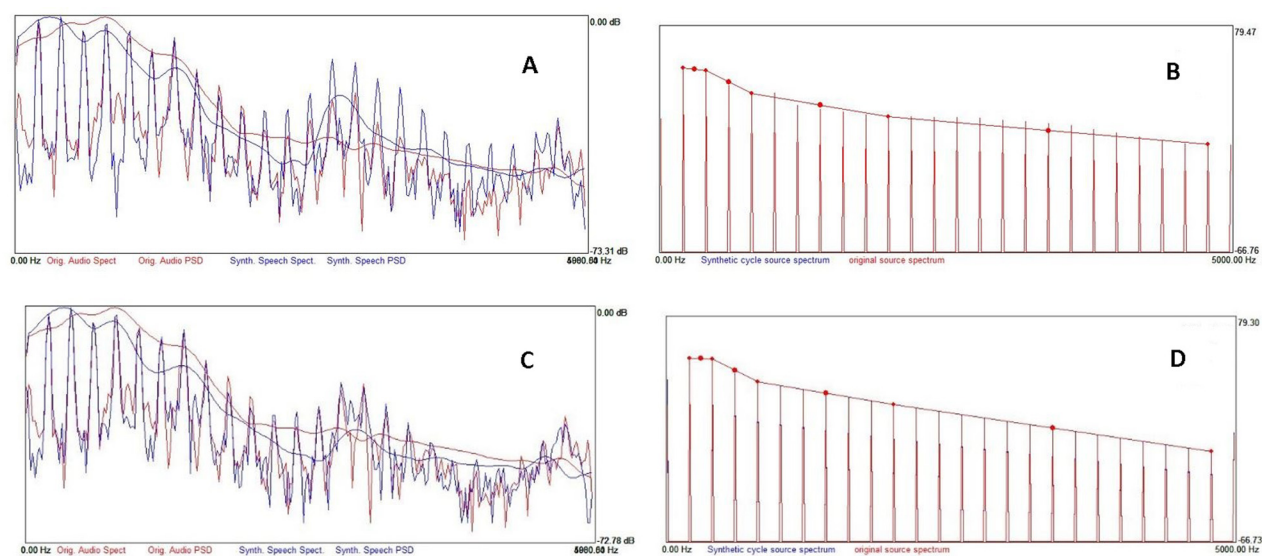 0.00 dB
A
-73.31 dB
0.00 Hz Orig. Audio Spect Orig. Audio PSD Synth. Speech Spect. Synth. Speech PSD
79.47
B
-66.76
0.00 Hz Synthetic cycle source spectrum original source spectrum 5000.00 Hz
0.00 dB
C
-72.78 dB
0.00 Hz Orig. Audio Spect Orig. Audio PSD Synth. Speech Spect. Synth. Speech PSD
79.30
D
-66.73
0.00 Hz Synthetic cycle source spectrum original source spectrum 5000.00 Hz